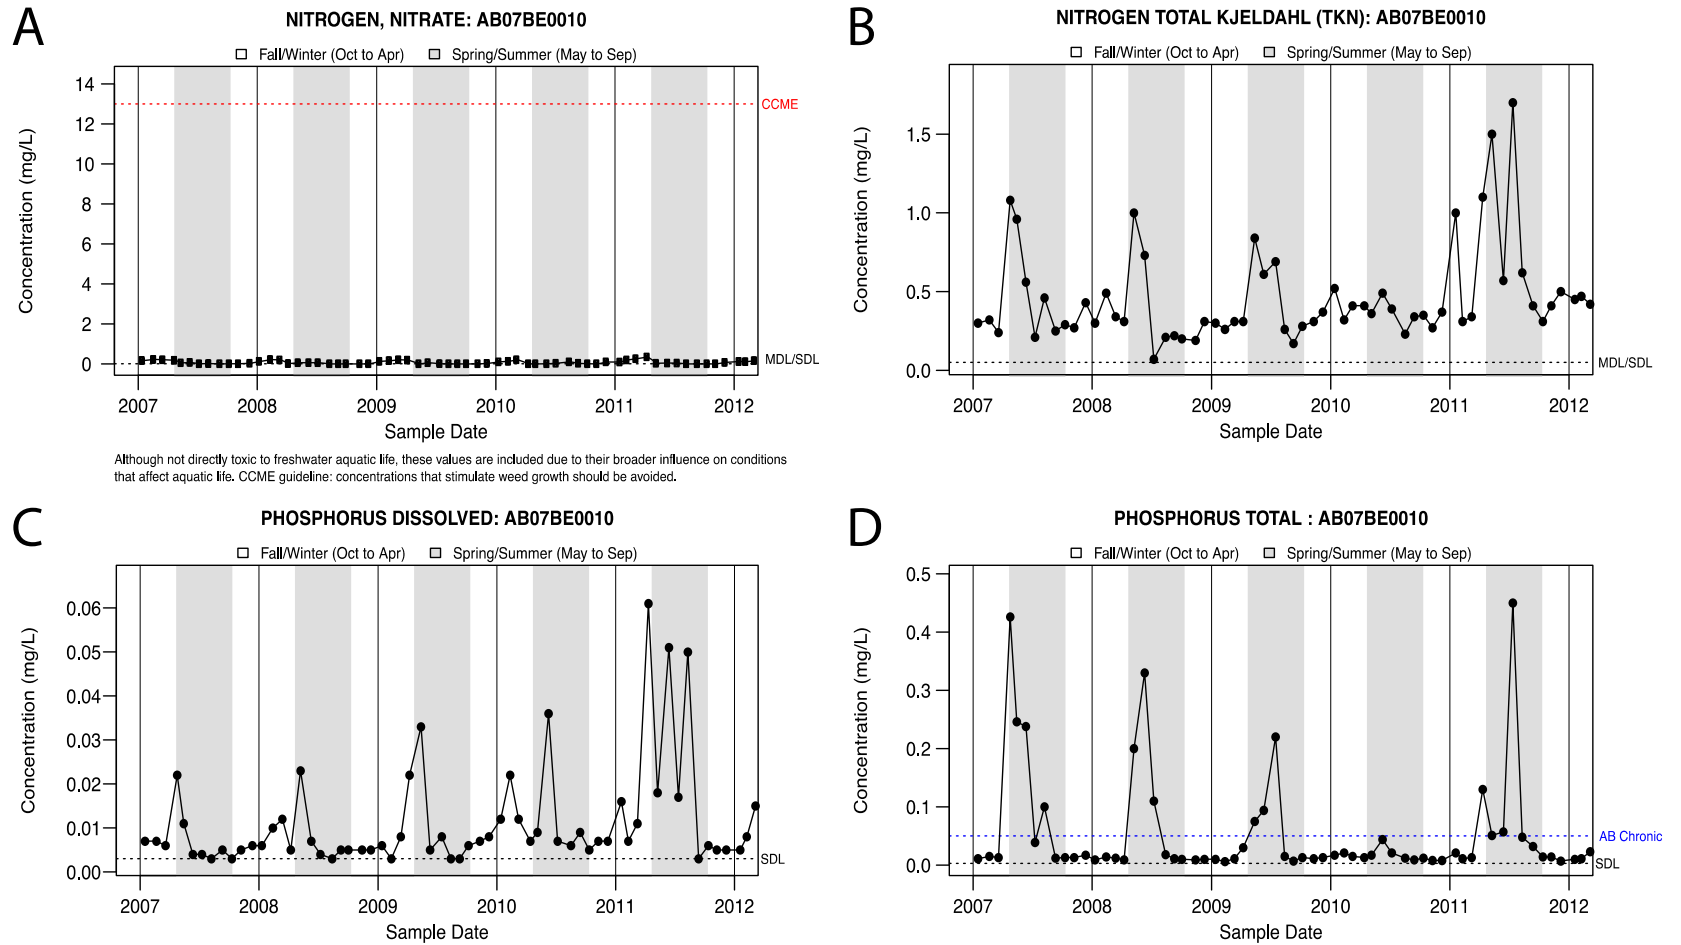 A
NITROGEN, NITRATE: AB07BE0010
Fall/Winter (Oct to Apr) Spring/Summer (May to Sep)
Concentration (mg/L)
14
12
10
8
6
4
2
0
CCME
MDL/SDL
2007 2008 2009 2010 2011 2012
Sample Date
Although not directly toxic to freshwater aquatic life, these values are included due to their broader influence on conditions
that affect aquatic life. CCME guideline: concentrations that stimulate weed growth should be avoided.
B
NITROGEN TOTAL KJELDAHL (TKN): AB07BE0010
Fall/Winter (Oct to Apr) Spring/Summer (May to Sep)
Concentration (mg/L)
1.5
1.0
0.5
0.0
MDL/SDL
2007 2008 2009 2010 2011 2012
Sample Date
C
PHOSPHORUS DISSOLVED: AB07BE0010
Fall/Winter (Oct to Apr) Spring/Summer (May to Sep)
Concentration (mg/L)
0.06
0.05
0.04
0.03
0.02
0.01
0.00
SDL
2007 2008 2009 2010 2011 2012
Sample Date
D
PHOSPHORUS TOTAL : AB07BE0010
Fall/Winter (Oct to Apr) Spring/Summer (May to Sep)
Concentration (mg/L)
0.5
0.4
0.3
0.2
0.1
0.0
AB Chronic
SDL
2007 2008 2009 2010 2011 2012
Sample Date